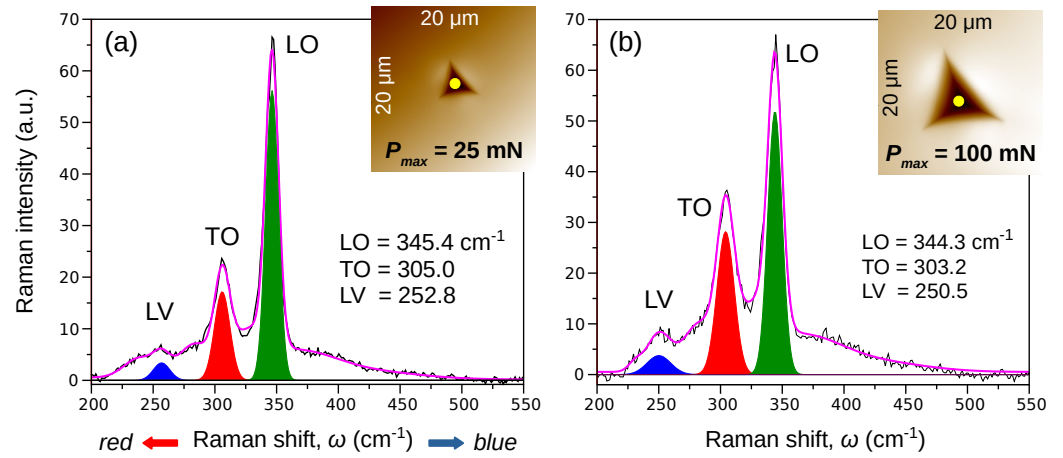 (a)
LO
20 μm
20 μm
P_max = 25 mN
TO
LV
LO = 345.4 cm⁻¹
TO = 305.0
LV = 252.8
Raman intensity (a.u.)
70
60
50
40
30
20
10
0
200 250 300 350 400 450 500 550
red Raman shift, ω (cm⁻¹) blue
(b)
LO
20 μm
20 μm
P_max = 100 mN
TO
LV
LO = 344.3 cm⁻¹
TO = 303.2
LV = 250.5
70
60
50
40
30
20
10
0
200 250 300 350 400 450 500 550
Raman shift, ω (cm⁻¹)